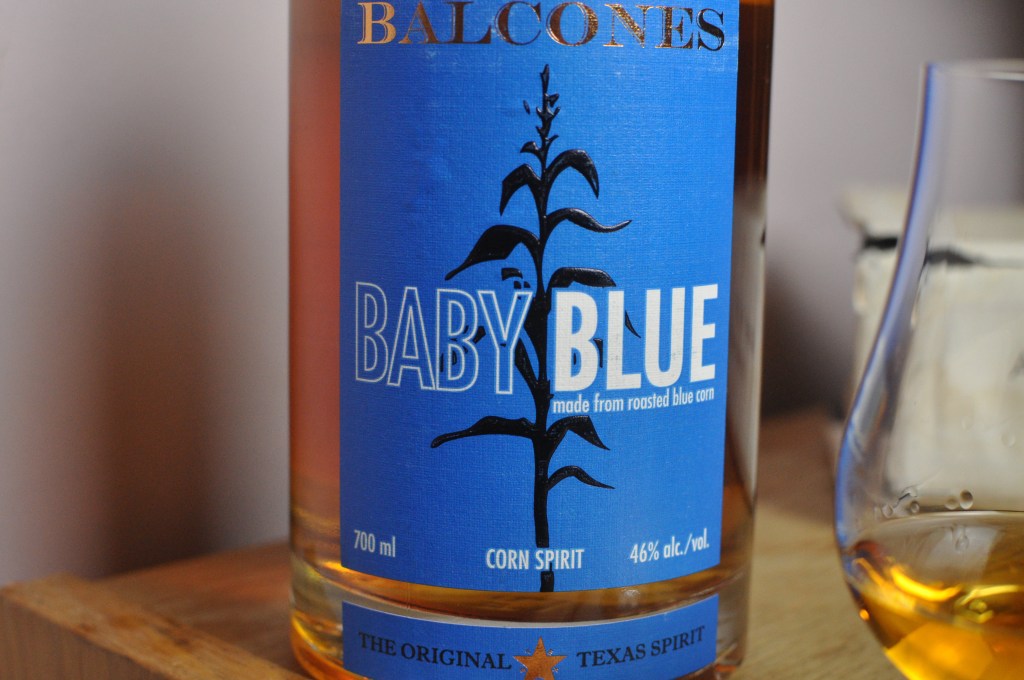 BALCONES
BABY BLUE
made from roasted blue corn
700 ml CORN SPIRIT 46% alc./vol.
THE ORIGINAL TEXAS SPIRIT